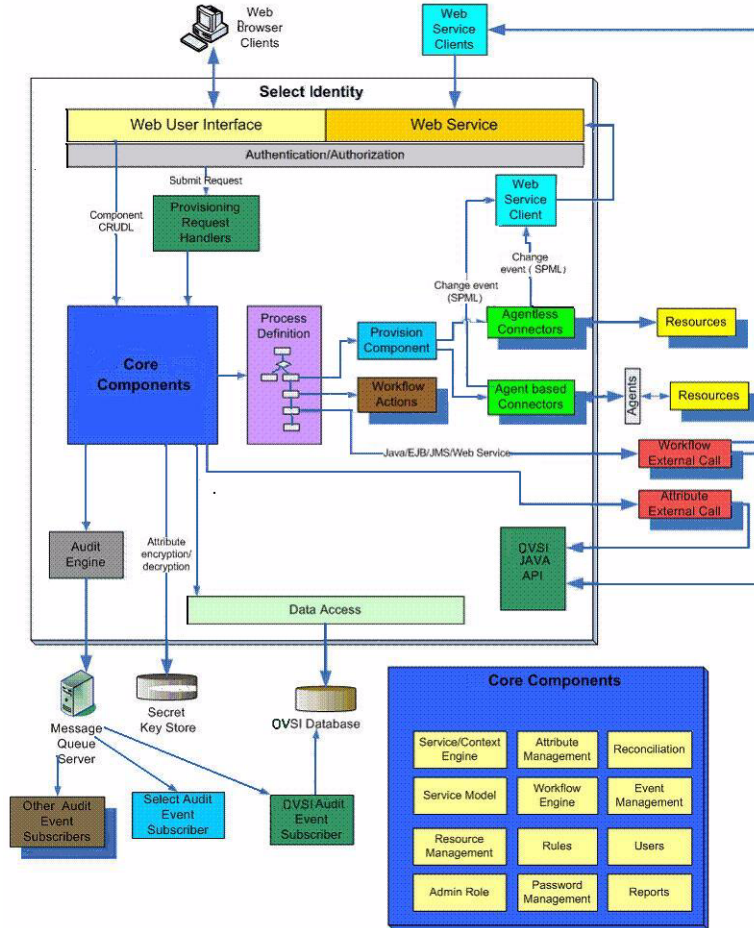 Web
Browser
Clients
Web
Service
Clients
Select Identity
Web User Interface
Web Service
Authentication/Authorization
Submit Request
Component
CRUDL
Provisioning
Request
Handlers
Web
Service
Client
Change
event ( SPML)
Change event
(SPML)
Core
Components
Process
Definition
Provision
Component
Workflow
Actions
Agentless
Connectors
Agent based
Connectors
Resources
Agents
Resources
Java/EJB/JMS/Web Service
Workflow
External Call
Attribute
External Call
Audit
Engine
Attribute
encryption/
decryption
OVSI
JAVA
API
Data Access
Message
Queue
Server
Secret
Key Store
OVSI Database
Other Audit
Event
Subscribers
Select Audit
Event
Subscriber
OVSI Audit
Event
Subscriber
Core Components
Service/Context
Engine
Attribute
Management
Reconciliation
Service Model
Workflow
Engine
Event
Management
Resource
Management
Rules
Users
Admin Role
Password
Management
Reports